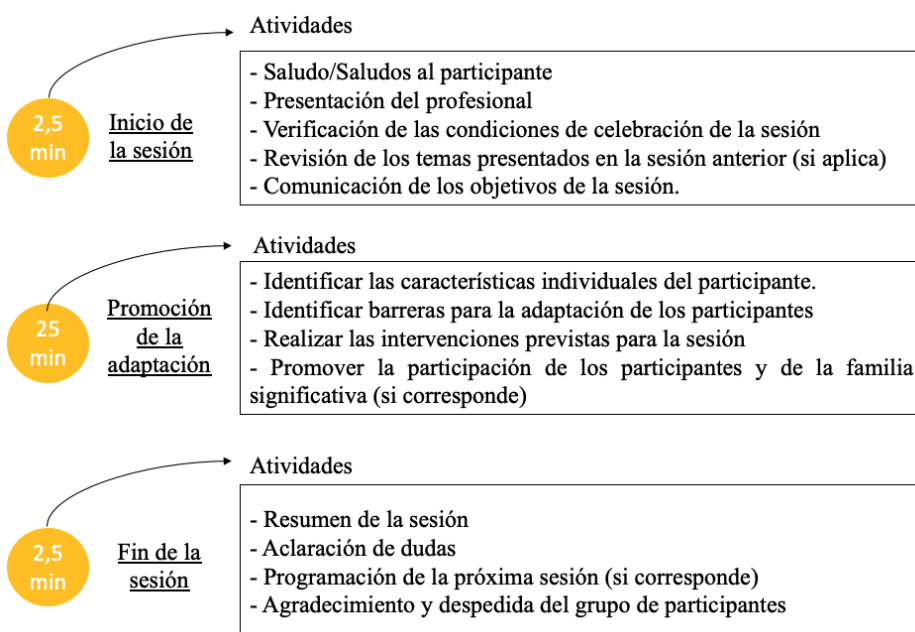 Atividades
2,5
min
Inicio de
la sesión
- Saludo/Saludos al participante
- Presentación del profesional
- Verificación de las condiciones de celebración de la sesión
- Revisión de los temas presentados en la sesión anterior (si aplica)
- Comunicación de los objetivos de la sesión.
Atividades
25
min
Promoción
de la
adaptación
- Identificar las características individuales del participante.
- Identificar barreras para la adaptación de los participantes
- Realizar las intervenciones previstas para la sesión
- Promover la participación de los participantes y de la familia
significativa (si corresponde)
Atividades
2,5
min
Fin de la
sesión
- Resumen de la sesión
- Aclaración de dudas
- Programación de la próxima sesión (si corresponde)
- Agradecimiento y despedida del grupo de participantes